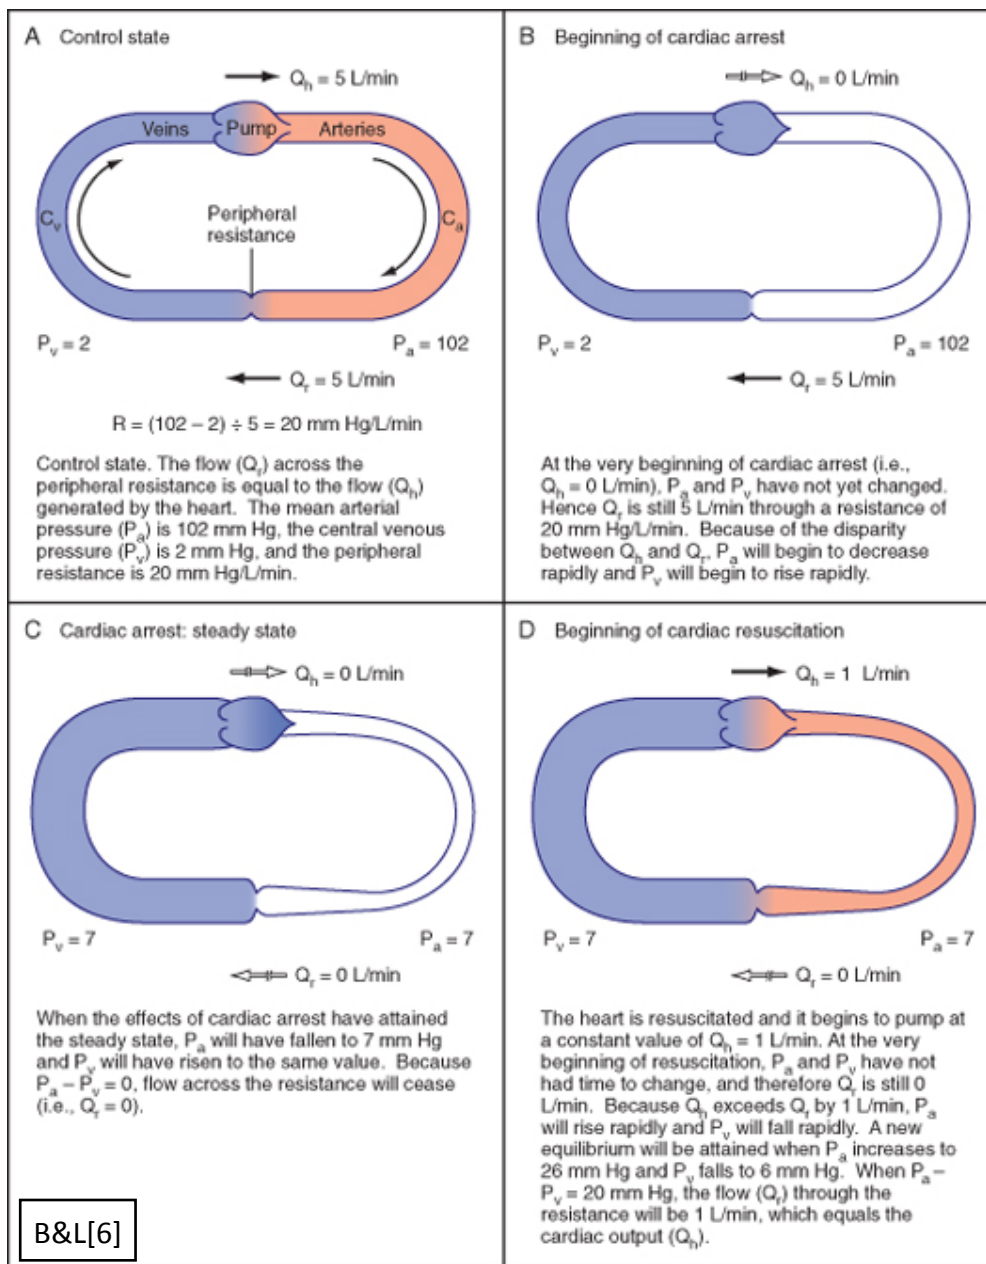 A Control state
Qh = 5 L/min
Veins Pump Arteries
Cv
Peripheral
resistance
Ca
Pv = 2
Pa = 102
Qr = 5 L/min
R = (102 – 2) ÷ 5 = 20 mm Hg/L/min
Control state. The flow (Qr) across the
peripheral resistance is equal to the flow (Qh)
generated by the heart. The mean arterial
pressure (Pa) is 102 mm Hg, the central venous
pressure (Pv) is 2 mm Hg, and the peripheral
resistance is 20 mm Hg/L/min.
B Beginning of cardiac arrest
Qh = 0 L/min
Pv = 2
Pa = 102
Qr = 5 L/min
At the very beginning of cardiac arrest (i.e.,
Qh = 0 L/min), Pa and Pv have not yet changed.
Hence Qr is still 5 L/min through a resistance of
20 mm Hg/L/min. Because of the disparity
between Qh and Qr, Pa will begin to decrease
rapidly and Pv will begin to rise rapidly.
C Cardiac arrest: steady state
Qh = 0 L/min
Pv = 7
Pa = 7
Qr = 0 L/min
When the effects of cardiac arrest have attained
the steady state, Pa will have fallen to 7 mm Hg
and Pv will have risen to the same value. Because
Pa – Pv = 0, flow across the resistance will cease
(i.e., Qr = 0).
B&L[6]
D Beginning of cardiac resuscitation
Qh = 1 L/min
Pv = 7
Pa = 7
Qr = 0 L/min
The heart is resuscitated and it begins to pump at
a constant value of Qh = 1 L/min. At the very
beginning of resuscitation, Pa and Pv have not
had time to change, and therefore Qr is still 0
L/min. Because Qh exceeds Qr by 1 L/min, Pa
will rise rapidly and Pv will fall rapidly. A new
equilibrium will be attained when Pa increases to
26 mm Hg and Pv falls to 6 mm Hg. When Pa –
Pv = 20 mm Hg, the flow (Qr) through the
resistance will be 1 L/min, which equals the
cardiac output (Qh).